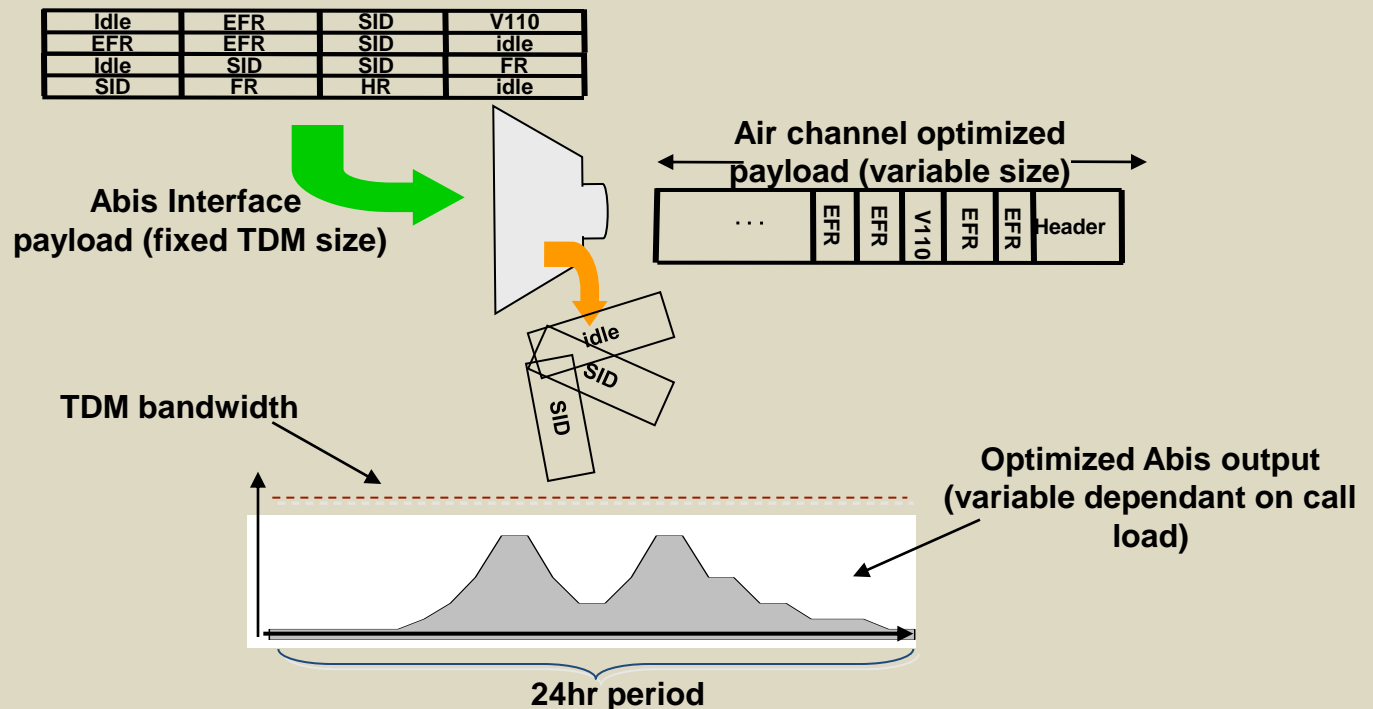 Idle EFR SID V110
EFR EFR SID idle
Idle SID SID FR
SID FR HR idle
Air channel optimized
payload (variable size)
Abis Interface
payload (fixed TDM size)
. . . EFR EFR V110 EFR EFR Header
idle
SID
SID
TDM bandwidth
Optimized Abis output
(variable dependant on call
load)
24hr period